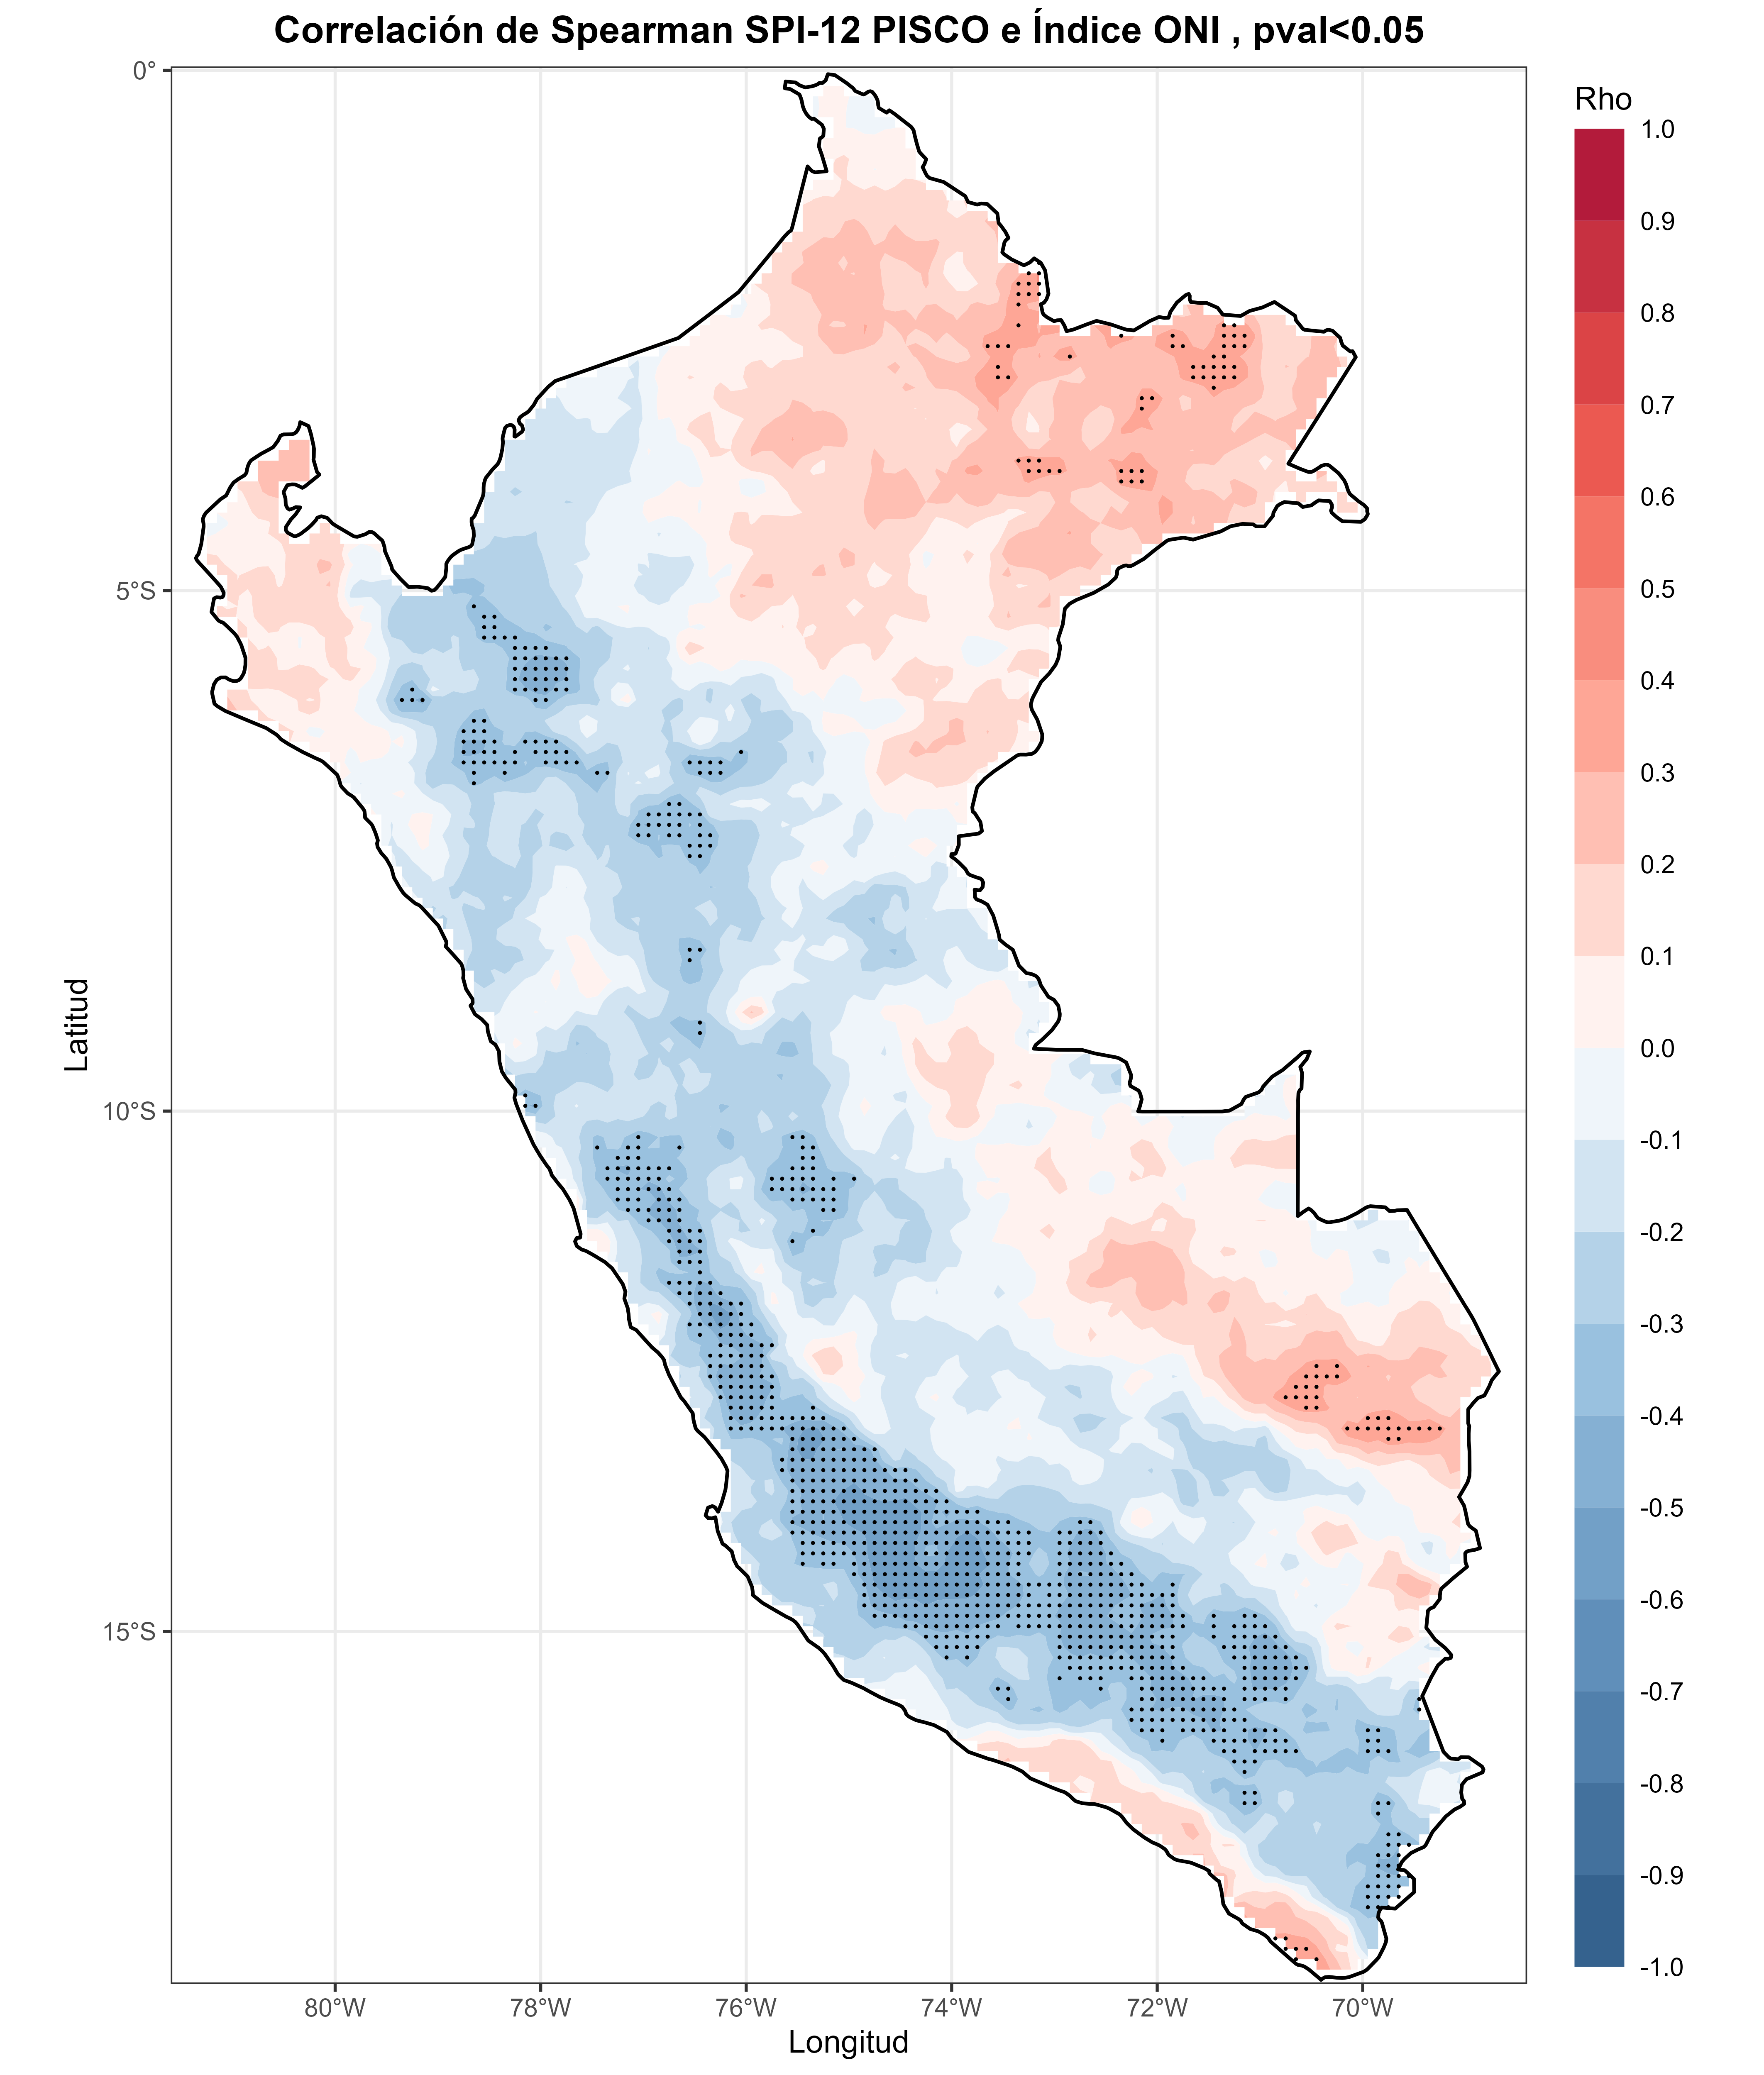 Correlación de Spearman SPI-12 PISCO e Índice ONI , pval<0.05
Rho
1.0
0.9
0.8
0.7
0.6
0.5
0.4
0.3
0.2
0.1
0.0
-0.1
-0.2
-0.3
-0.4
-0.5
-0.6
-0.7
-0.8
-0.9
-1.0
0°
5°S
10°S
15°S
Latitud
80°W 78°W 76°W 74°W 72°W 70°W
Longitud